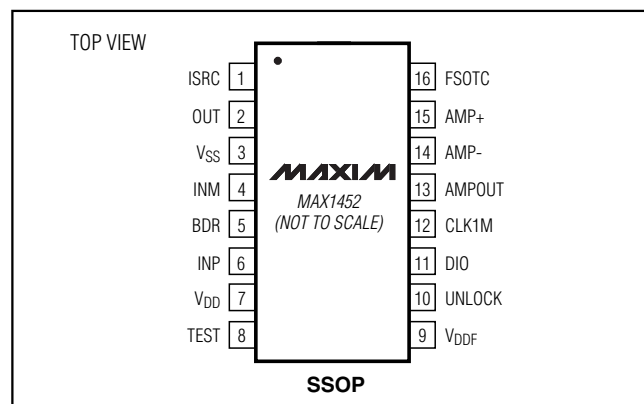 TOP VIEW
ISRC 1
OUT 2
VSS 3
INM 4
BDR 5
INP 6
VDD 7
TEST 8
MAXIM
MAX1452
(NOT TO SCALE)
16 FSOTC
15 AMP+
14 AMP-
13 AMPOUT
12 CLK1M
11 DIO
10 UNLOCK
9 VDDF
SSOP